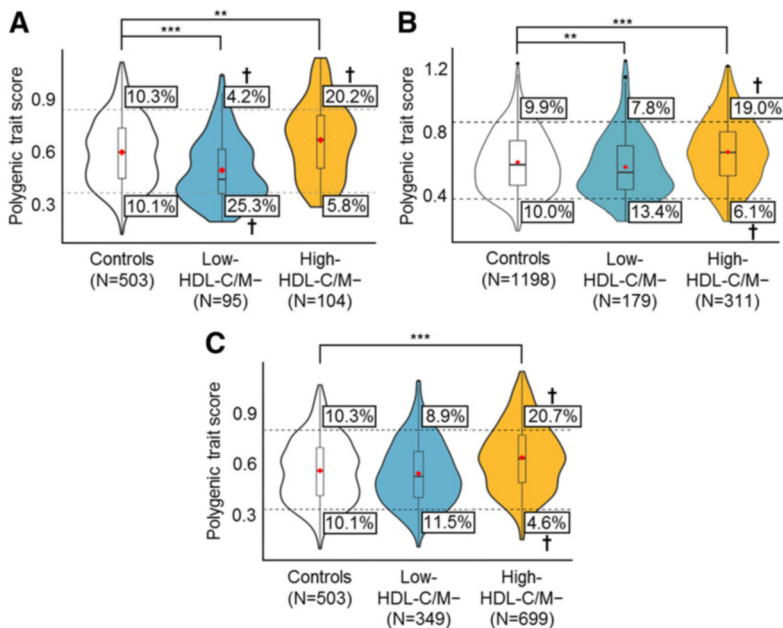 A
**
***
Polygenic trait score
0.9
0.6
0.3
10.3%
†
4.2%
†
20.2%
10.1%
25.3%
†
5.8%
Controls
(N=503)
Low-
HDL-C/M−
(N=95)
High-
HDL-C/M−
(N=104)
B
***
**
Polygenic trait score
1.2
0.8
0.4
9.9%
7.8%
†
19.0%
10.0%
13.4%
6.1%
†
Controls
(N=1198)
Low-
HDL-C/M−
(N=179)
High-
HDL-C/M−
(N=311)
C
***
Polygenic trait score
0.9
0.6
0.3
10.3%
8.9%
†
20.7%
10.1%
11.5%
4.6%
†
Controls
(N=503)
Low-
HDL-C/M−
(N=349)
High-
HDL-C/M−
(N=699)